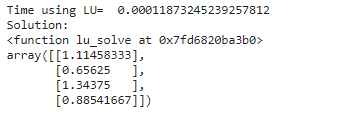 Time using LU=  0.00011873245239257812
Solution:
<function lu_solve at 0x7fd6820ba3b0>
array([[1.11458333],
       [0.65625   ],
       [1.34375   ],
       [0.88541667]])